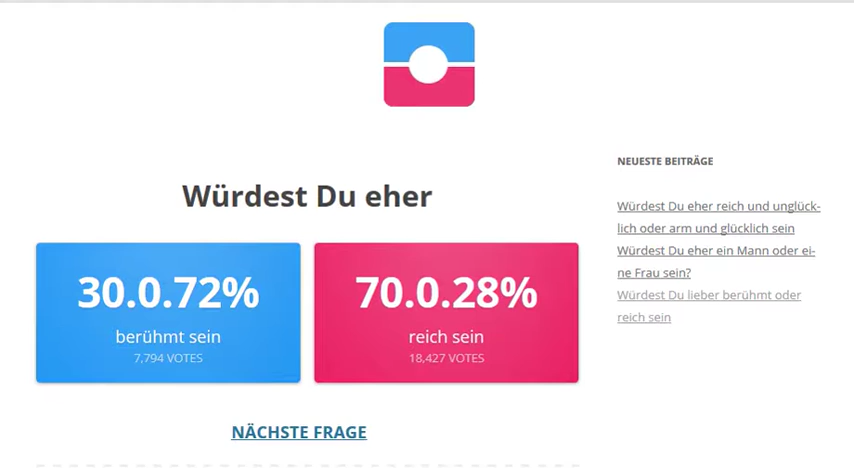 NEUESTE BEITRÄGE
Würdest Du eher
Würdest Du eher reich und unglück-
lich oder arm und glücklich sein
Würdest Du eher ein Mann oder ei-
ne Frau sein?
Würdest Du lieber berühmt oder
reich sein
30.0.72%
berühmt sein
7,794 VOTES
70.0.28%
reich sein
18,427 VOTES
NÄCHSTE FRAGE